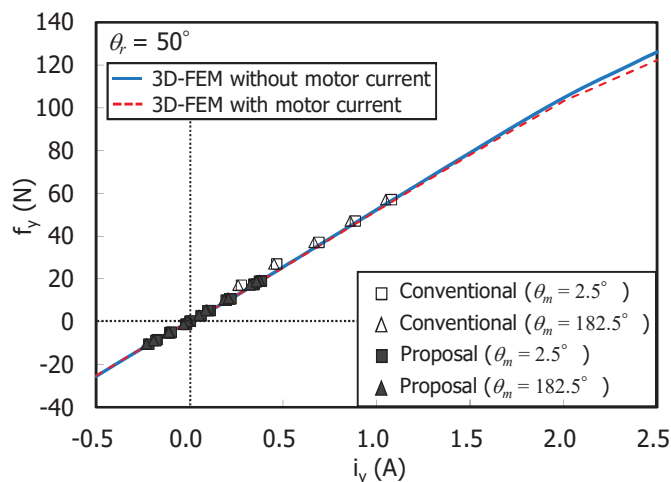 θr = 50°
3D-FEM without motor current
3D-FEM with motor current
140
120
100
80
60
40
20
0
-20
-40
fy (N)
Conventional (θm = 2.5° )
Conventional (θm = 182.5° )
Proposal (θm = 2.5° )
Proposal (θm = 182.5° )
-0.5 0.0 0.5 1.0 1.5 2.0 2.5
iy (A)